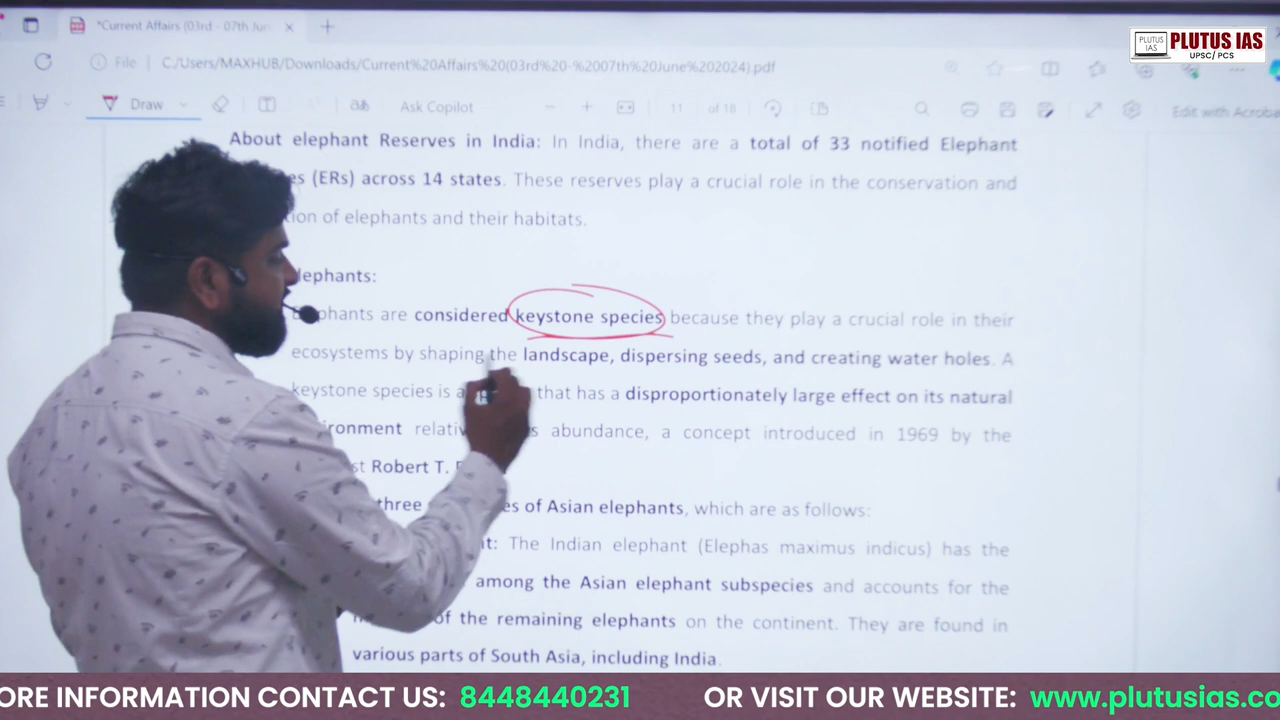 *Current Affairs (03rd - 07th Jun
PLUTUS IAS
PLUTUS IAS
UPSC/ PCS
File | C:/Users/MAXHUB/Downloads/Current%20 %20-%2007th%20June%202024).pdf
Draw
Ask Copilot
11 of 18
Edit with Acroba
About elephant Reserves in India: In India, there are a total of 33 notified Elephant
es (ERs) across 14 states. These reserves play a crucial role in the conservation and
tion of elephants and their habitats.
lephants:
Elephants are considered keystone species because they play a crucial role in their
ecosystems by shaping the landscape, dispersing seeds, and creating water holes. A
keystone species is a that has a disproportionately large effect on its natural
ironment relativ s abundance, a concept introduced in 1969 by the
st Robert T.
three es of Asian elephants, which are as follows:
t: The Indian elephant (Elephas maximus indicus) has the
among the Asian elephant subspecies and accounts for the
of the remaining elephants on the continent. They are found in
various parts of South Asia, including India.
ORE INFORMATION CONTACT US: 8448440231 OR VISIT OUR WEBSITE: www.plutusias.co